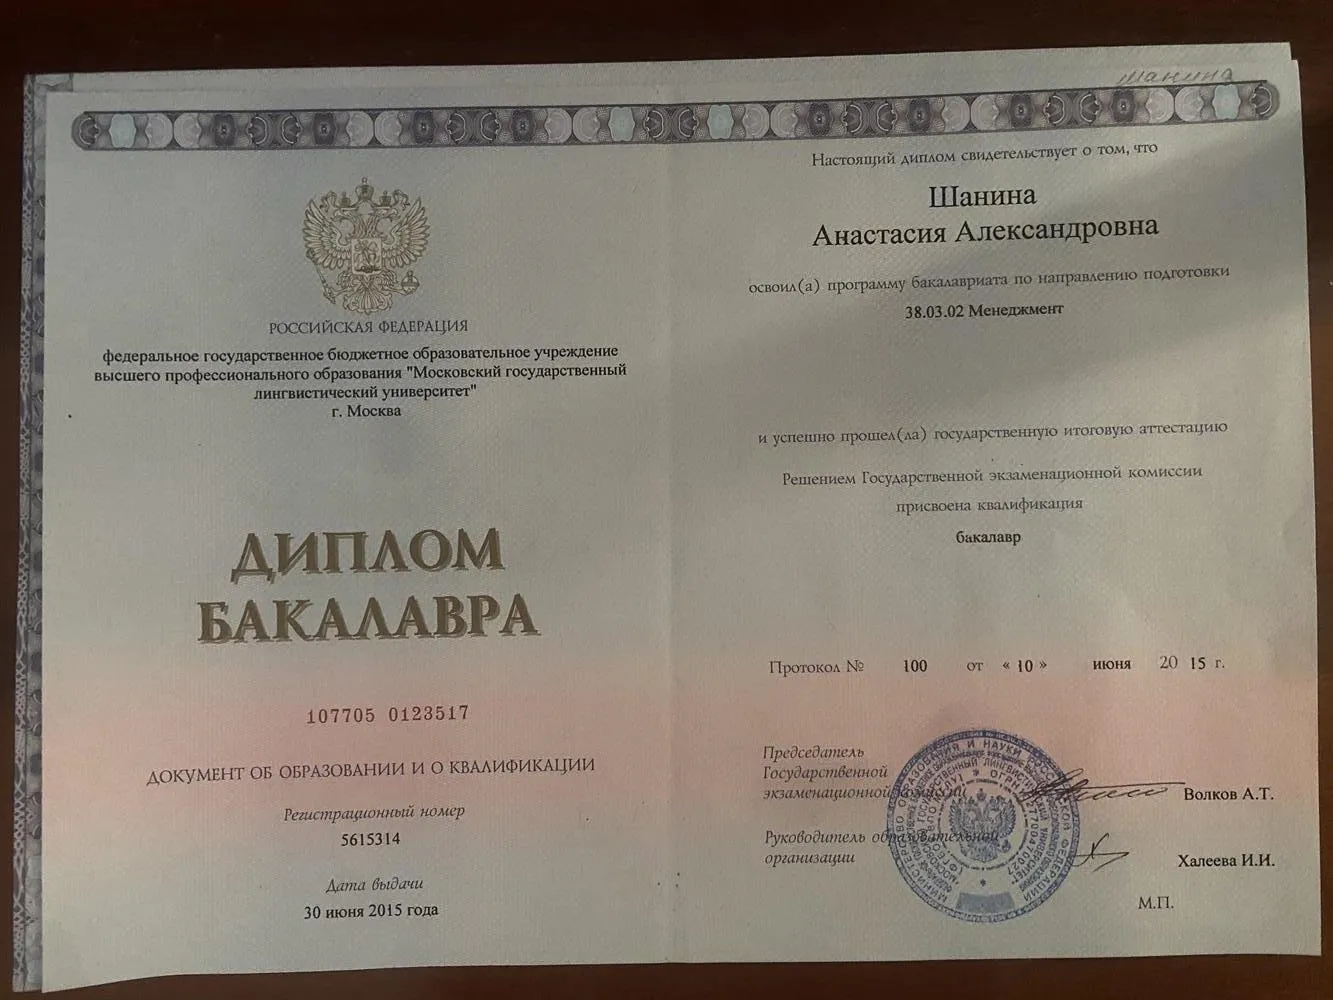 РОССИЙСКАЯ ФЕДЕРАЦИЯ
федеральное государственное бюджетное образовательное учреждение
высшего профессионального образования "Московский государственный
лингвистический университет"
г. Москва
ДИПЛОМ
БАКАЛАВРА
107705 0123517
ДОКУМЕНТ ОБ ОБРАЗОВАНИИ И О КВАЛИФИКАЦИИ
Регистрационный номер
5615314
Дата выдачи
30 июня 2015 года
Шанина
Настоящий диплом свидетельствует о том, что
Шанина
Анастасия Александровна
освоил(а) программу бакалавриата по направлению подготовки
38.03.02 Менеджмент
и успешно прошел(ла) государственную итоговую аттестацию
Решением Государственной экзаменационной комиссии
присвоена квалификация
бакалавр
Протокол № 100 от « 10 » июня 20 15 г.
Председатель
Государственной
экзаменационной комиссии
Волков А.Т.
Руководитель образовательной
организации
Халеева И.И.
М.П.